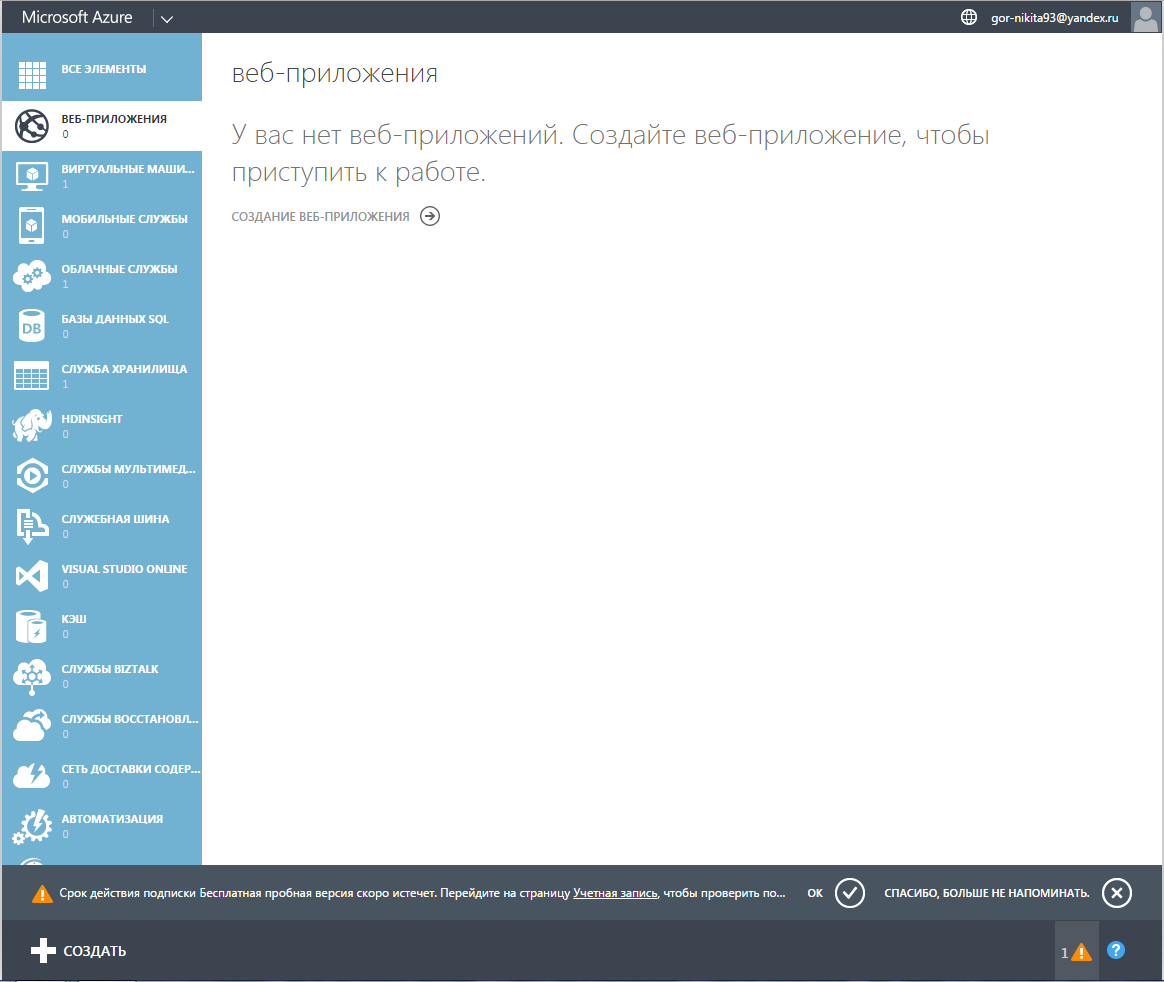 Microsoft Azure
gor-nikita93@yandex.ru
ВСЕ ЭЛЕМЕНТЫ
ВЕБ-ПРИЛОЖЕНИЯ
0
ВИРТУАЛЬНЫЕ МАШИ...
1
МОБИЛЬНЫЕ СЛУЖБЫ
0
ОБЛАЧНЫЕ СЛУЖБЫ
1
DB
БАЗЫ ДАННЫХ SQL
0
СЛУЖБА ХРАНИЛИЩА
1
HDINSIGHT
0
СЛУЖБЫ МУЛЬТИМЕД...
0
СЛУЖЕБНАЯ ШИНА
0
VISUAL STUDIO ONLINE
0
КЭШ
0
СЛУЖБЫ BIZTALK
0
СЛУЖБЫ ВОССТАНОВЛ...
0
СЕТЬ ДОСТАВКИ СОДЕР...
0
АВТОМАТИЗАЦИЯ
0
веб-приложения
У вас нет веб-приложений. Создайте веб-приложение, чтобы
приступить к работе.
СОЗДАНИЕ ВЕБ-ПРИЛОЖЕНИЯ
Срок действия подписки Бесплатная пробная версия скоро истечет. Перейдите на страницу Учетная запись, чтобы проверить по...
ОК
СПАСИБО, БОЛЬШЕ НЕ НАПОМИНАТЬ.
СОЗДАТЬ
1
?